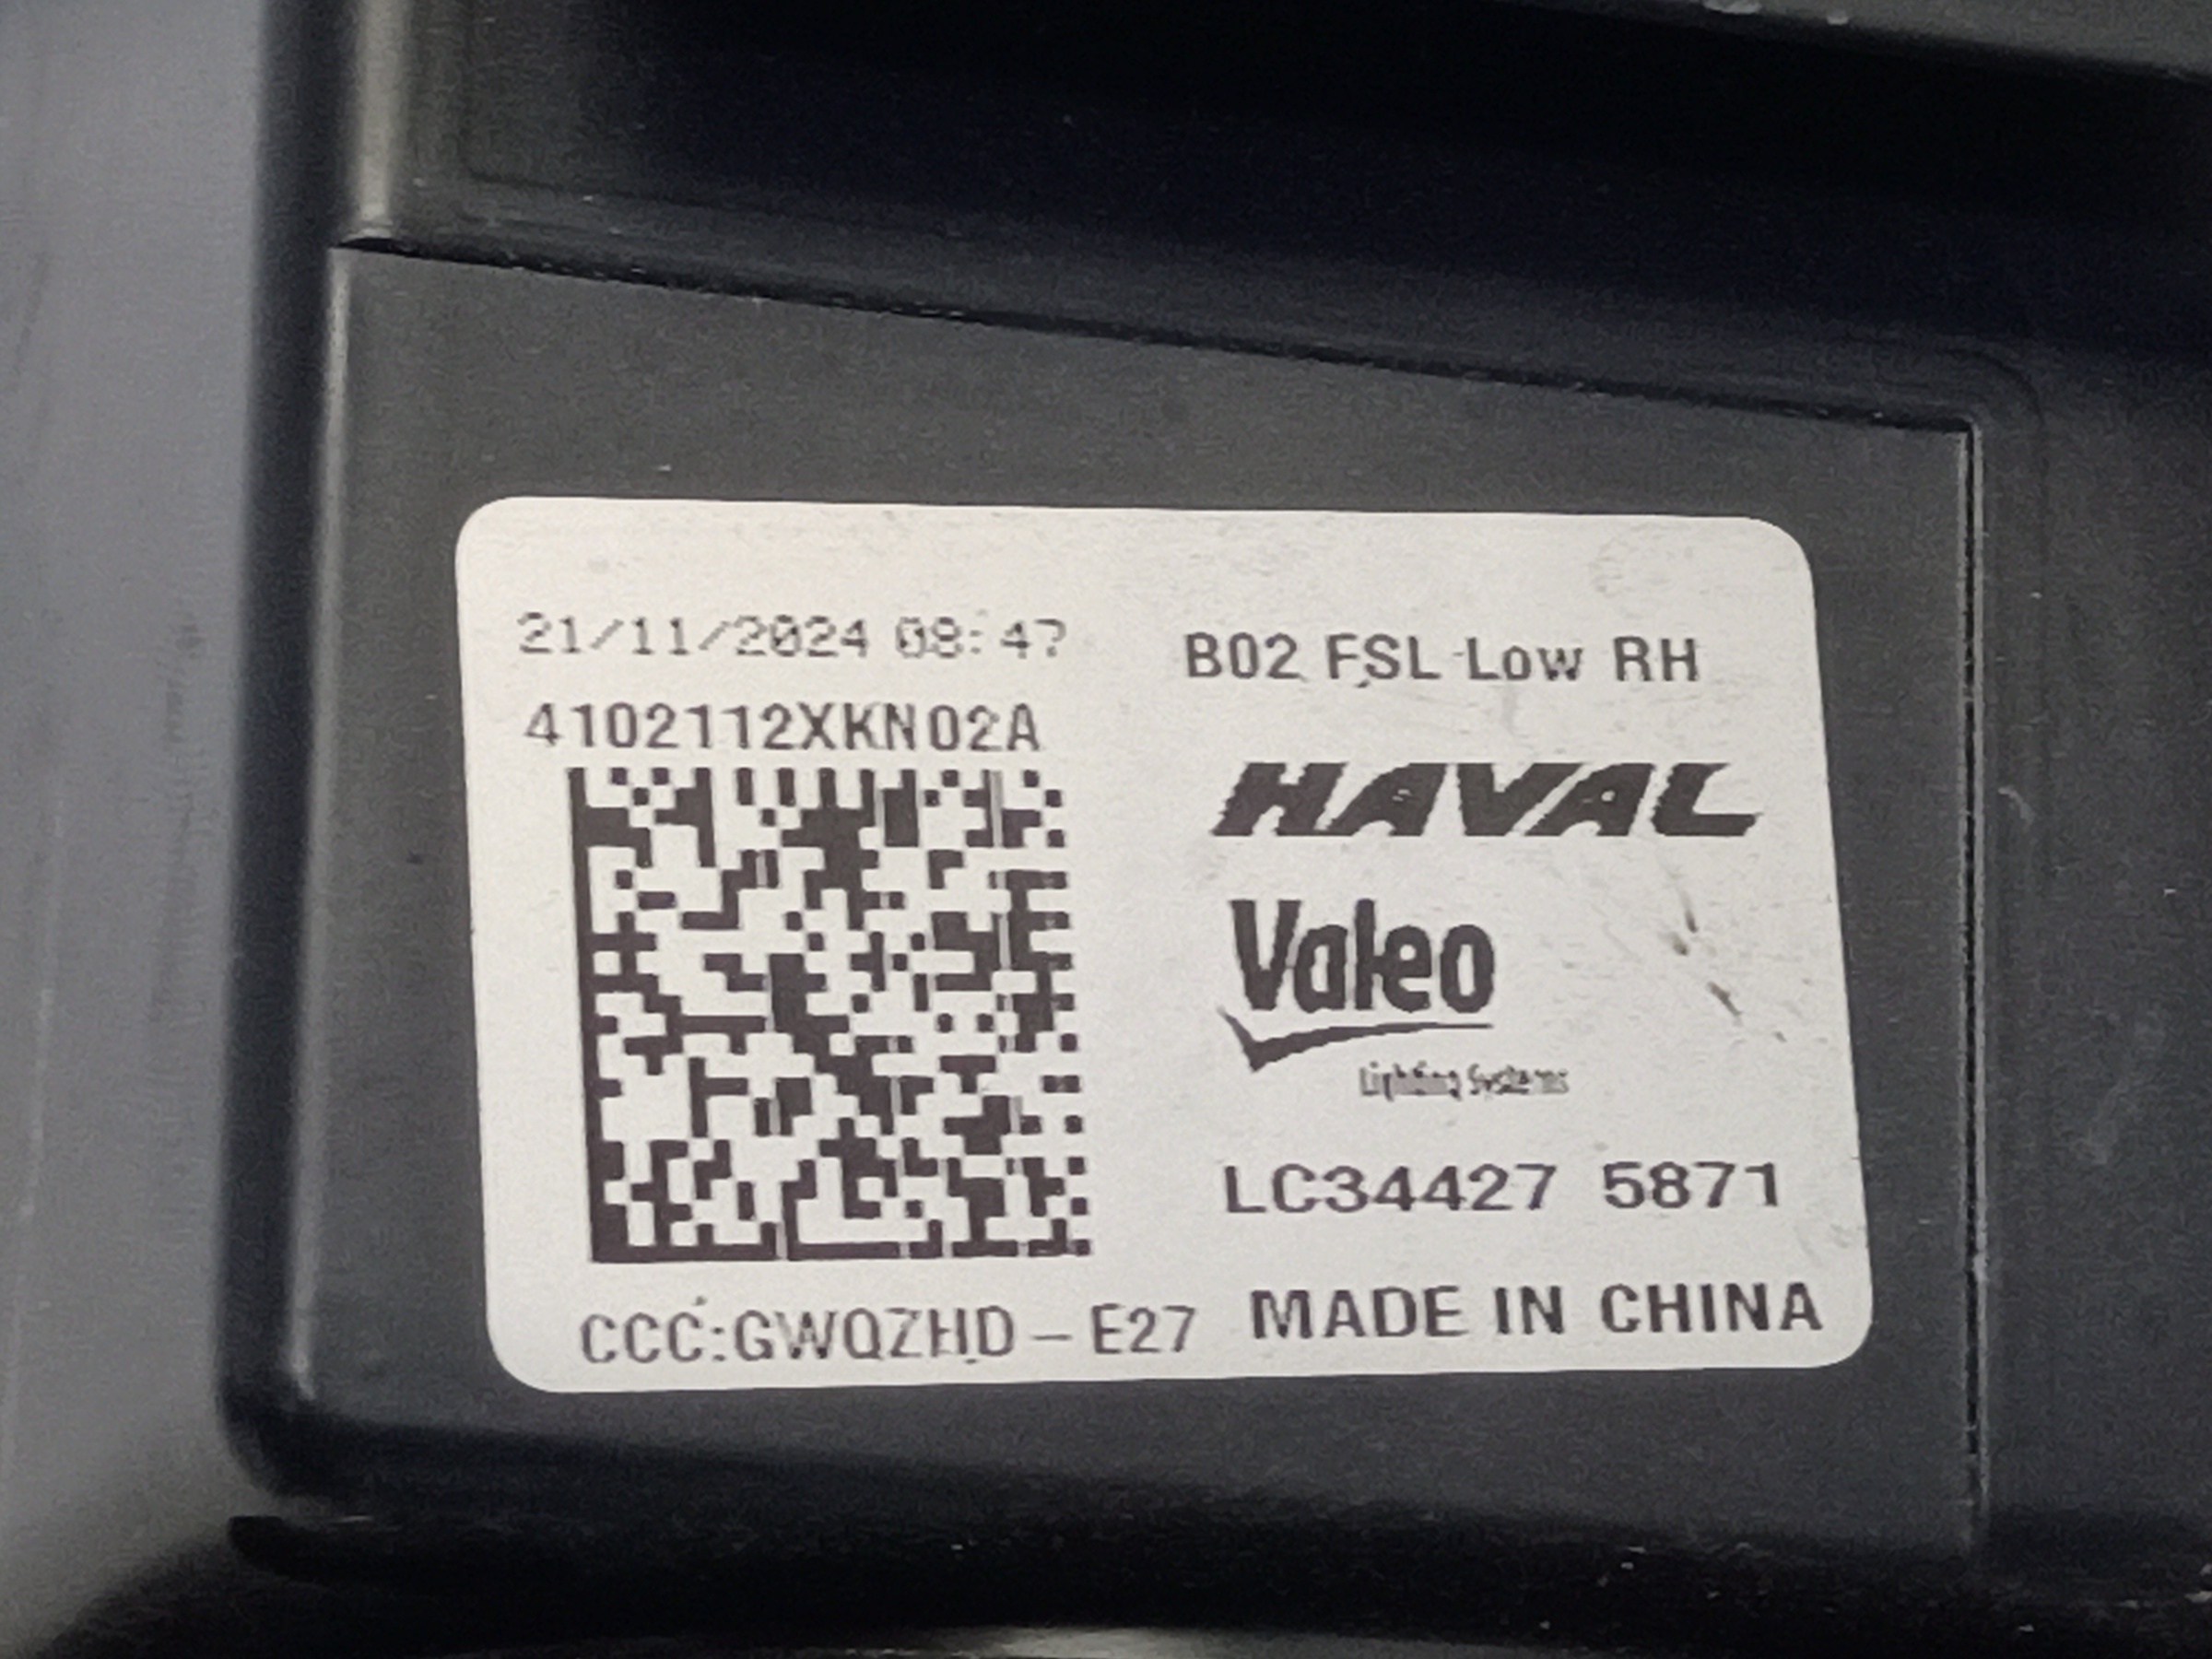 21/11/2024 08:47
B02 FSL Low RH
4102112XKN02A
HAVAL
Valeo
Lighting Systems
LC34427 5871
CCC:GWQZHD-E27
MADE IN CHINA